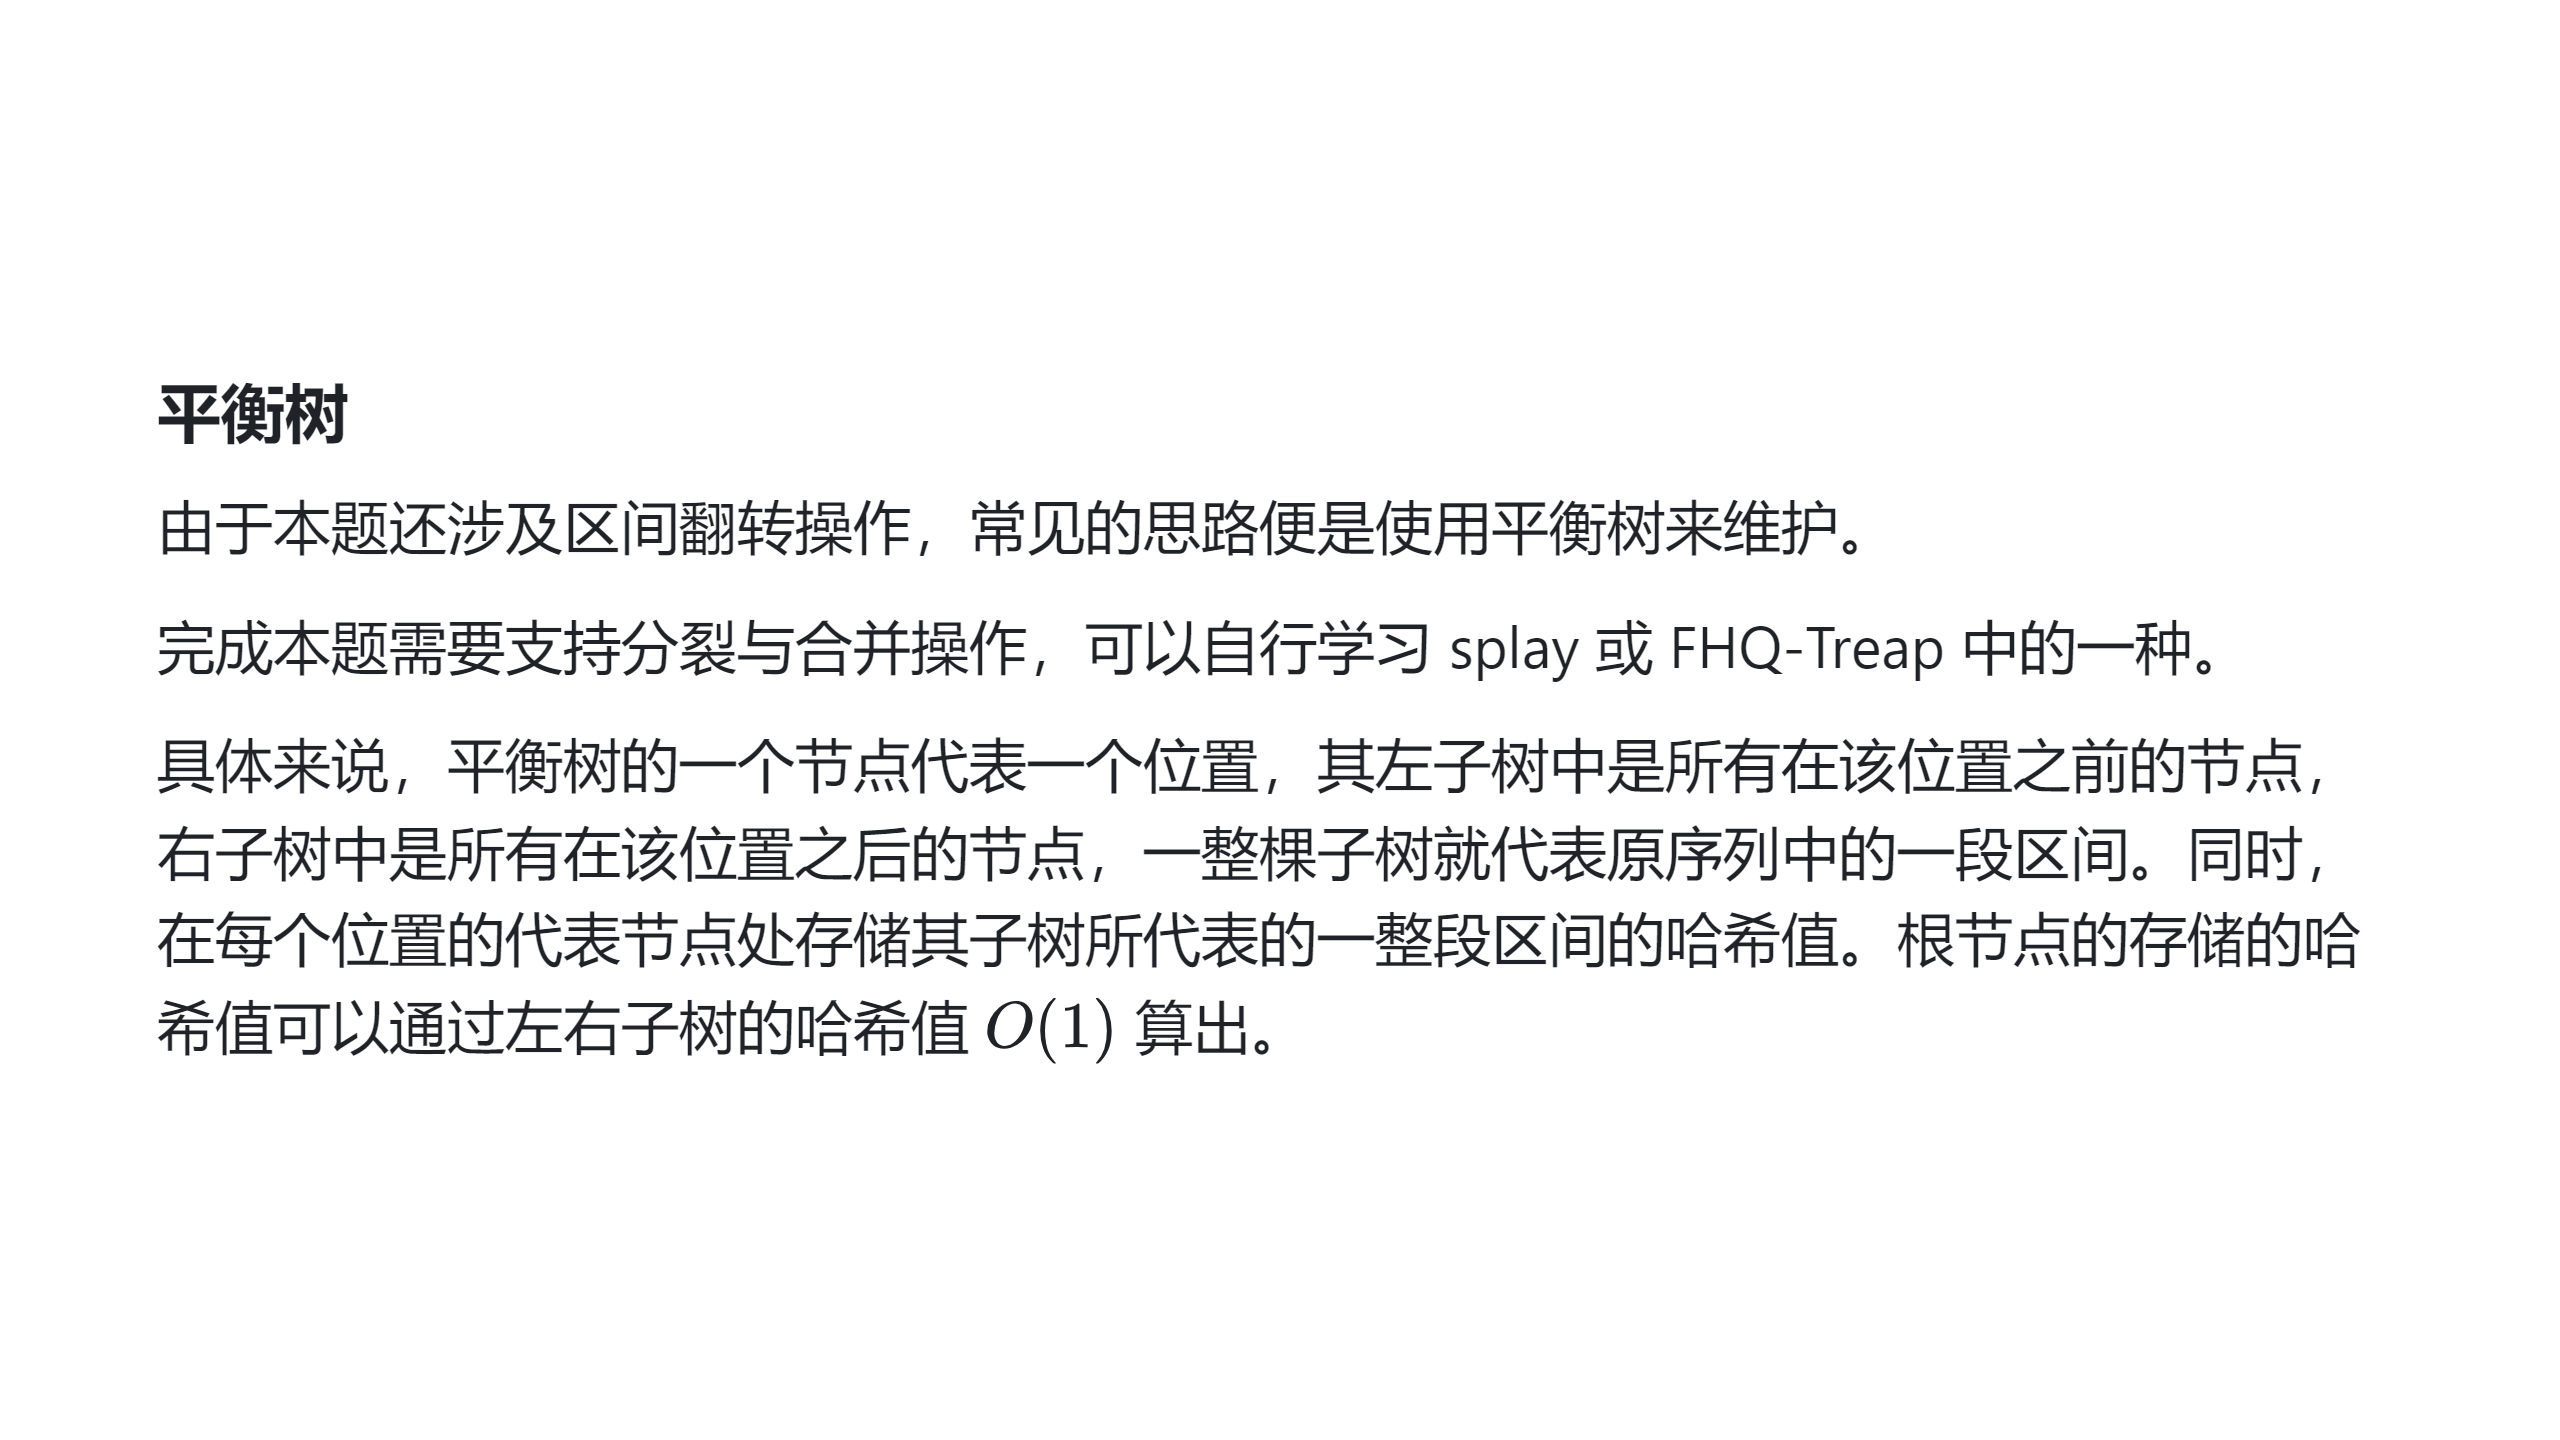 平衡树
由于本题还涉及区间翻转操作，常见的思路便是使用平衡树来维护。
完成本题需要支持分裂与合并操作，可以自行学习 splay 或 FHQ-Treap 中的一种。
具体来说，平衡树的一个节点代表一个位置，其左子树中是所有在该位置之前的节点，
右子树中是所有在该位置之后的节点，一整棵子树就代表原序列中的一段区间。同时，
在每个位置的代表节点处存储其子树所代表的一整段区间的哈希值。根节点的存储的哈
希值可以通过左右子树的哈希值 O(1) 算出。